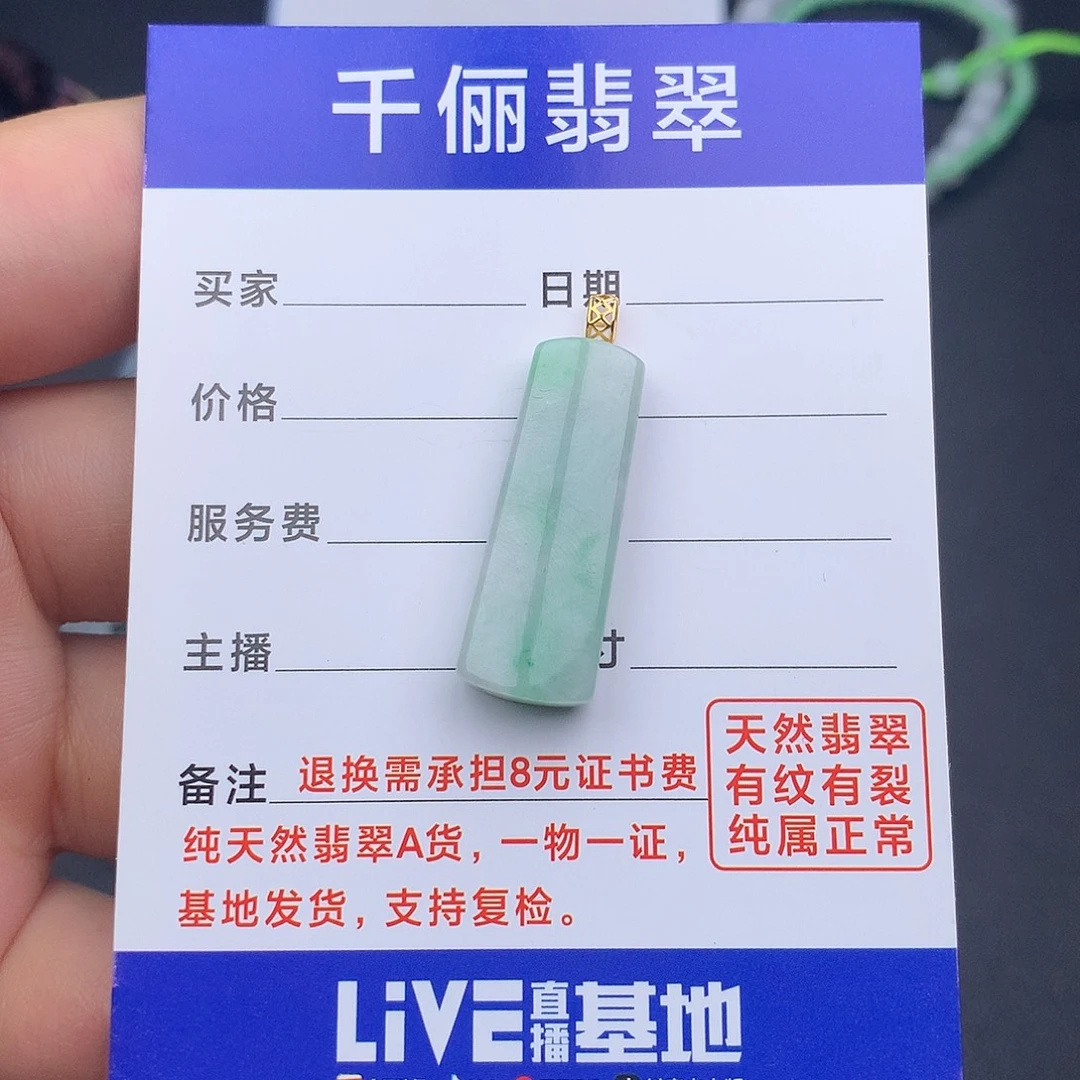 千俪翡翠
买家 日期
价格
服务费
主播 寸
备注 退换需承担8元证书费
天然翡翠
有纹有裂
纯属正常
纯天然翡翠A货，一物一证，
基地发货，支持复检。
LiVE直播基地